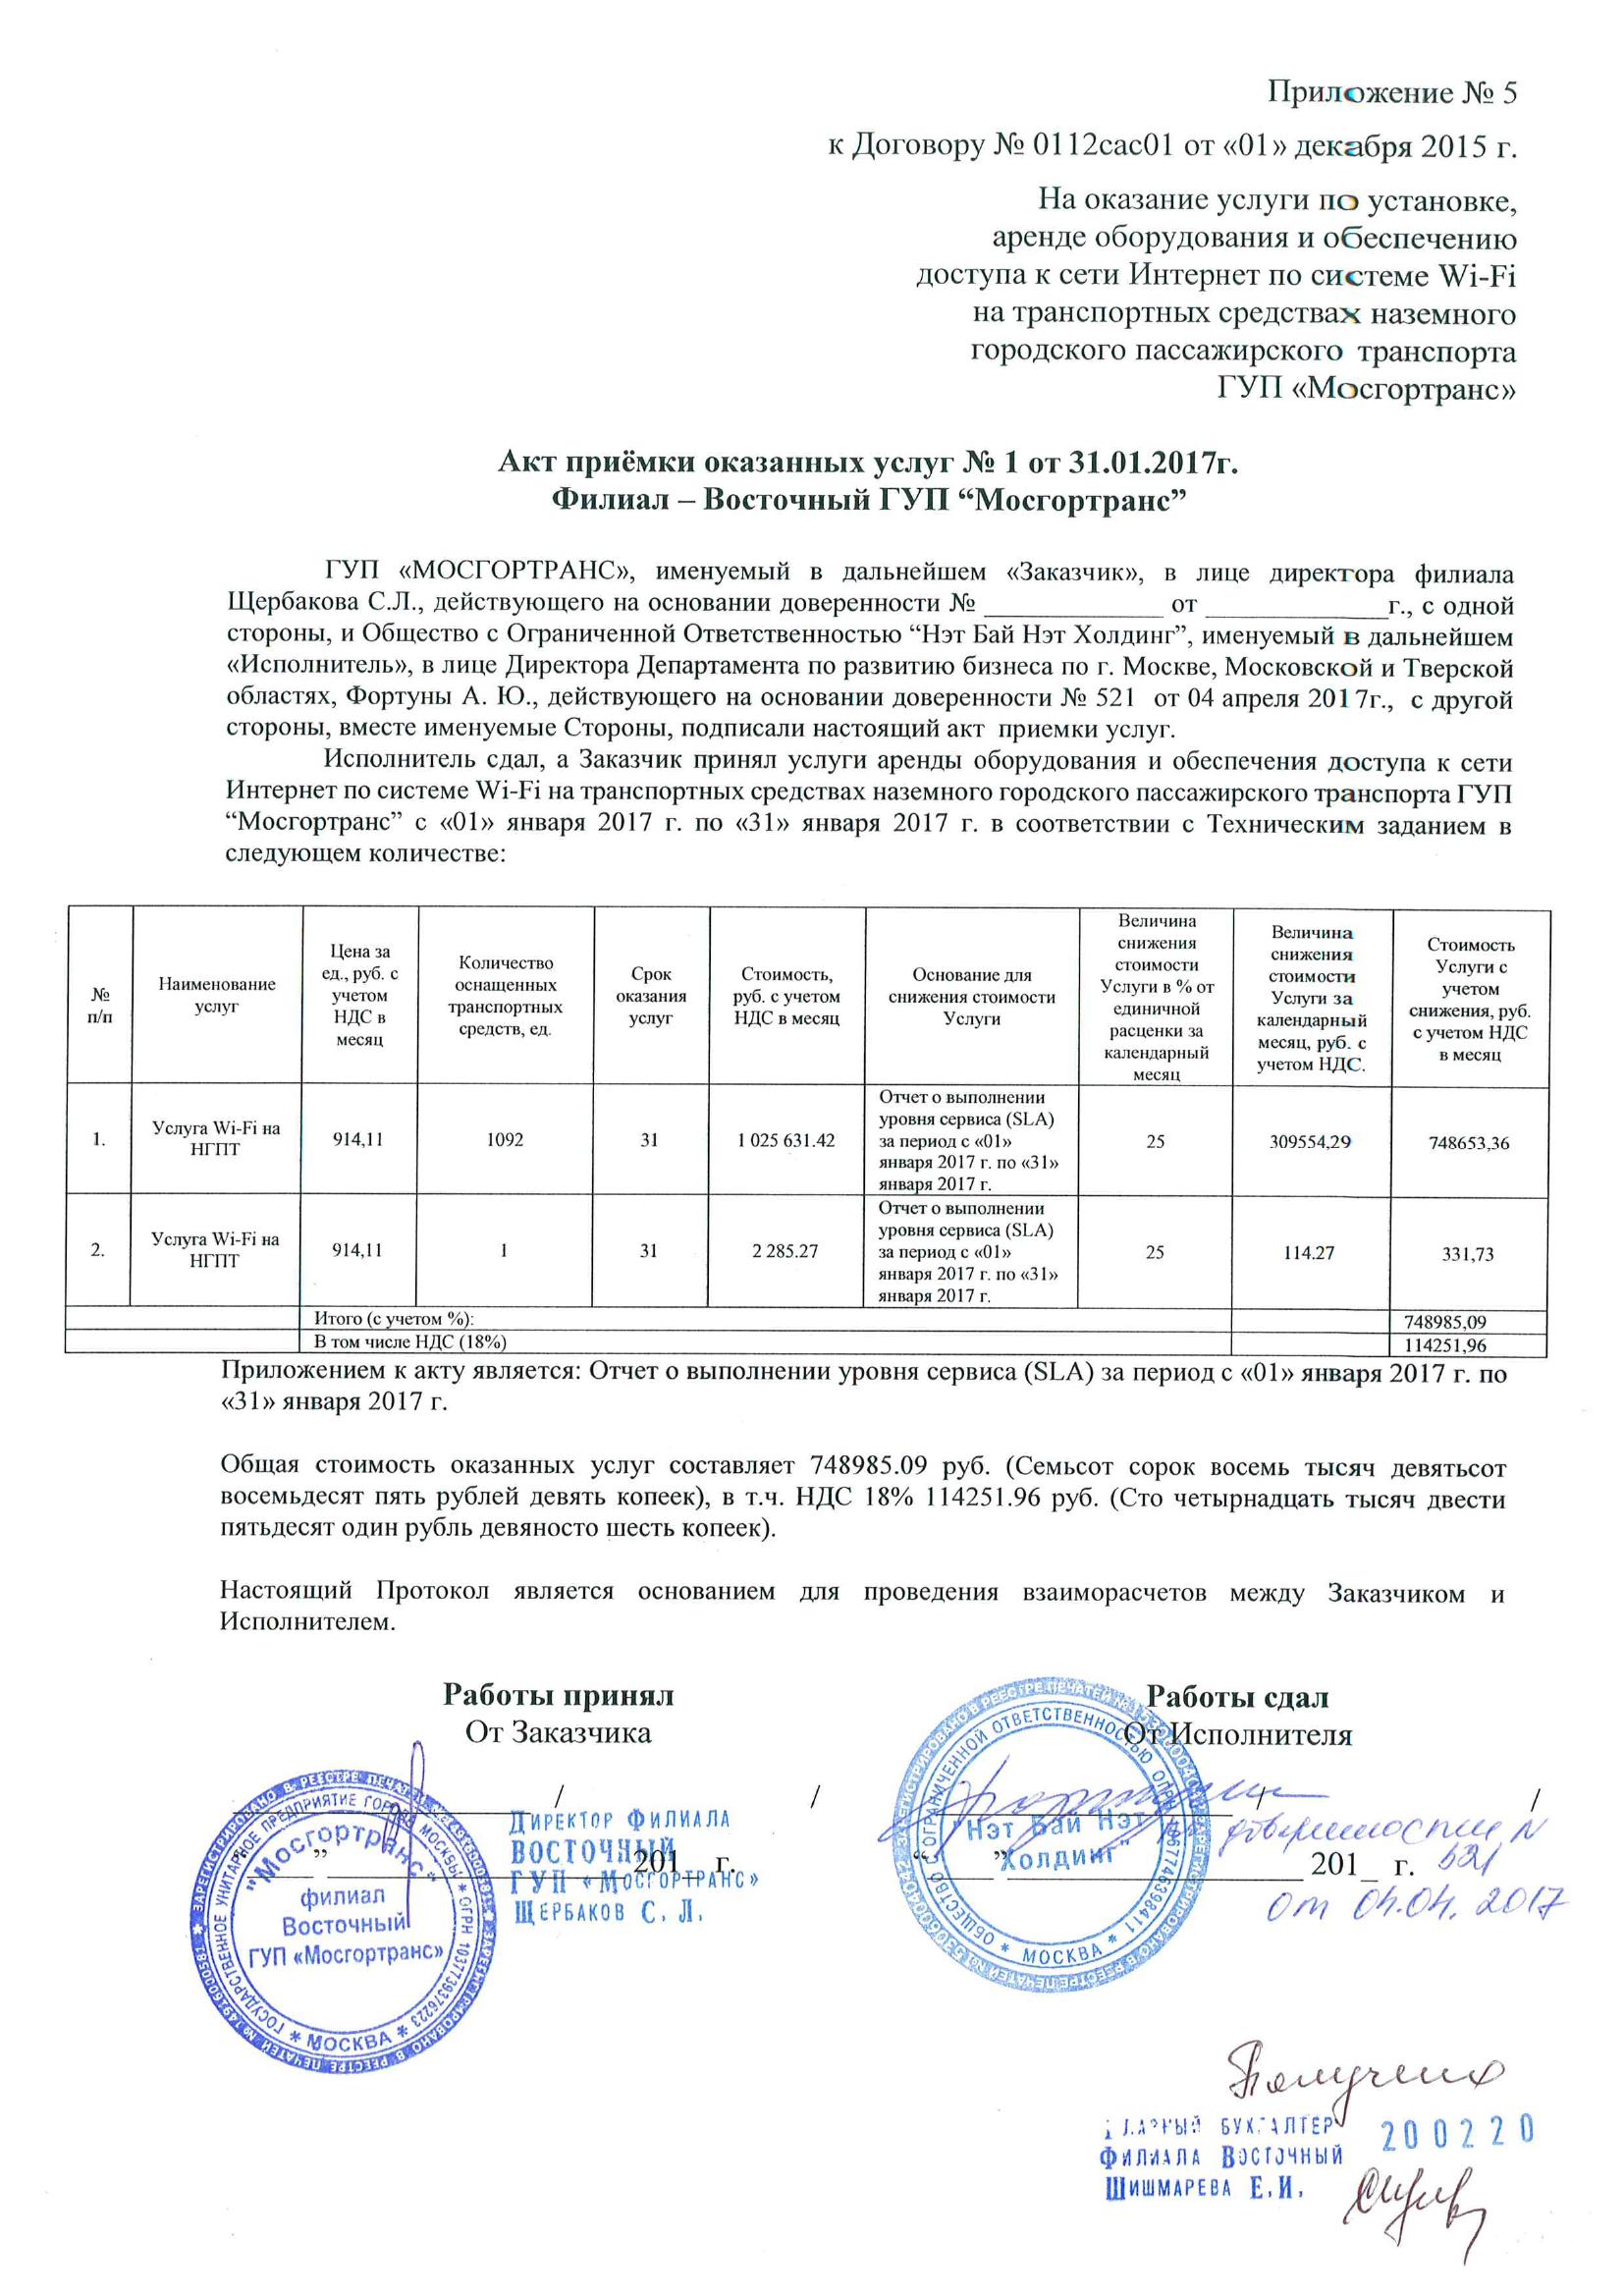 Приложение № 5
к Договору № 0112сас01 от «01» декабря 2015 г.
На оказание услуги по установке,
аренде оборудования и обеспечению
доступа к сети Интернет по системе Wi-Fi
на транспортных средствах наземного
городского пассажирского транспорта
ГУП «Мосгортранс»
Акт приёмки оказанных услуг № 1 от 31.01.2017г.
Филиал – Восточный ГУП “Мосгортранс”
ГУП «МОСГОРТРАНС», именуемый в дальнейшем «Заказчик», в лице директора филиала
Щербакова С.Л., действующего на основании доверенности № _____________ от _____________г., с одной
стороны, и Общество с Ограниченной Ответственностью “Нэт Бай Нэт Холдинг”, именуемый в дальнейшем
«Исполнитель», в лице Директора Департамента по развитию бизнеса по г. Москве, Московской и Тверской
областях, Фортуны А. Ю., действующего на основании доверенности № 521 от 04 апреля 2017г., с другой
стороны, вместе именуемые Стороны, подписали настоящий акт приемки услуг.
Исполнитель сдал, а Заказчик принял услуги аренды оборудования и обеспечения доступа к сети
Интернет по системе Wi-Fi на транспортных средствах наземного городского пассажирского транспорта ГУП
“Мосгортранс” с «01» января 2017 г. по «31» января 2017 г. в соответствии с Техническим заданием в
следующем количестве:
№
п/п
Наименование
услуг
Цена за
ед., руб. с
учетом
НДС в
месяц
Количество
оснащенных
транспортных
средств, ед.
Срок
оказания
услуг
Стоимость,
руб. с учетом
НДС в месяц
Основание для
снижения стоимости
Услуги
Величина
снижения
стоимости
Услуги в % от
единичной
расценки за
календарный
месяц
Величина
снижения
стоимости
Услуги за
календарный
месяц, руб. с
учетом НДС.
Стоимость
Услуги с
учетом
снижения, руб.
с учетом НДС
в месяц
1.
Услуга Wi-Fi на
НГПТ
914,11
1092
31
1 025 631.42
Отчет о выполнении
уровня сервиса (SLA)
за период с «01»
января 2017 г. по «31»
января 2017 г.
25
309554,29
748653,36
2.
Услуга Wi-Fi на
НГПТ
914,11
1
31
2 285.27
Отчет о выполнении
уровня сервиса (SLA)
за период с «01»
января 2017 г. по «31»
января 2017 г.
25
114.27
331,73
Итого (с учетом %): 748985,09
В том числе НДС (18%) 114251,96
Приложением к акту является: Отчет о выполнении уровня сервиса (SLA) за период с «01» января 2017 г. по
«31» января 2017 г.
Общая стоимость оказанных услуг составляет 748985.09 руб. (Семьсот сорок восемь тысяч девятьсот
восемьдесят пять рублей девять копеек), в т.ч. НДС 18% 114251.96 руб. (Сто четырнадцать тысяч двести
пятьдесят один рубль девяносто шесть копеек).
Настоящий Протокол является основанием для проведения взаиморасчетов между Заказчиком и
Исполнителем.
Работы принял
От Заказчика
/ /
“ ” 201 г.
ДИРЕКТОР ФИЛИАЛА
ВОСТОЧНЫЙ
ГУП «МОСГОРТРАНС»
ЩЕРБАКОВ С. Л.
ГОСУДАРСТВЕННОЕ УНИТАРНОЕ ПРЕДПРИЯТИЕ ГОРОДА МОСКВЫ * ОГРН 1037739376223 * МОСКВА *
"Мосгортранс"
филиал
Восточный
ГУП «Мосгортранс»
Работы сдал
От Исполнителя
/ /
“ ” 201_ г.
ОБЩЕСТВО С ОГРАНИЧЕННОЙ ОТВЕТСТВЕННОСТЬЮ
* МОСКВА *
"Нэт Бай Нэт
Холдинг"
доверенности N
521
от 04.04.2017
Получено
ГЛАВНЫЙ БУХГАЛТЕР
ФИЛИАЛА ВОСТОЧНЫЙ
ШИШМАРЕВА Е.И.
200220